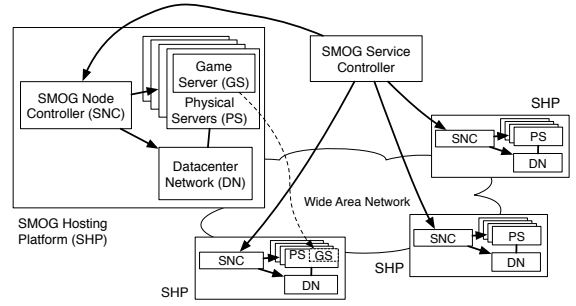 SMOG Service
Controller
Game
Server (GS)
Physical
Servers (PS)
SMOG Node
Controller (SNC)
Datacenter
Network (DN)
SMOG Hosting
Platform (SHP)
Wide Area Network
SHP
SNC
PS
DN
SHP
SNC
PS
DN
SHP
SNC
PS
GS
DN